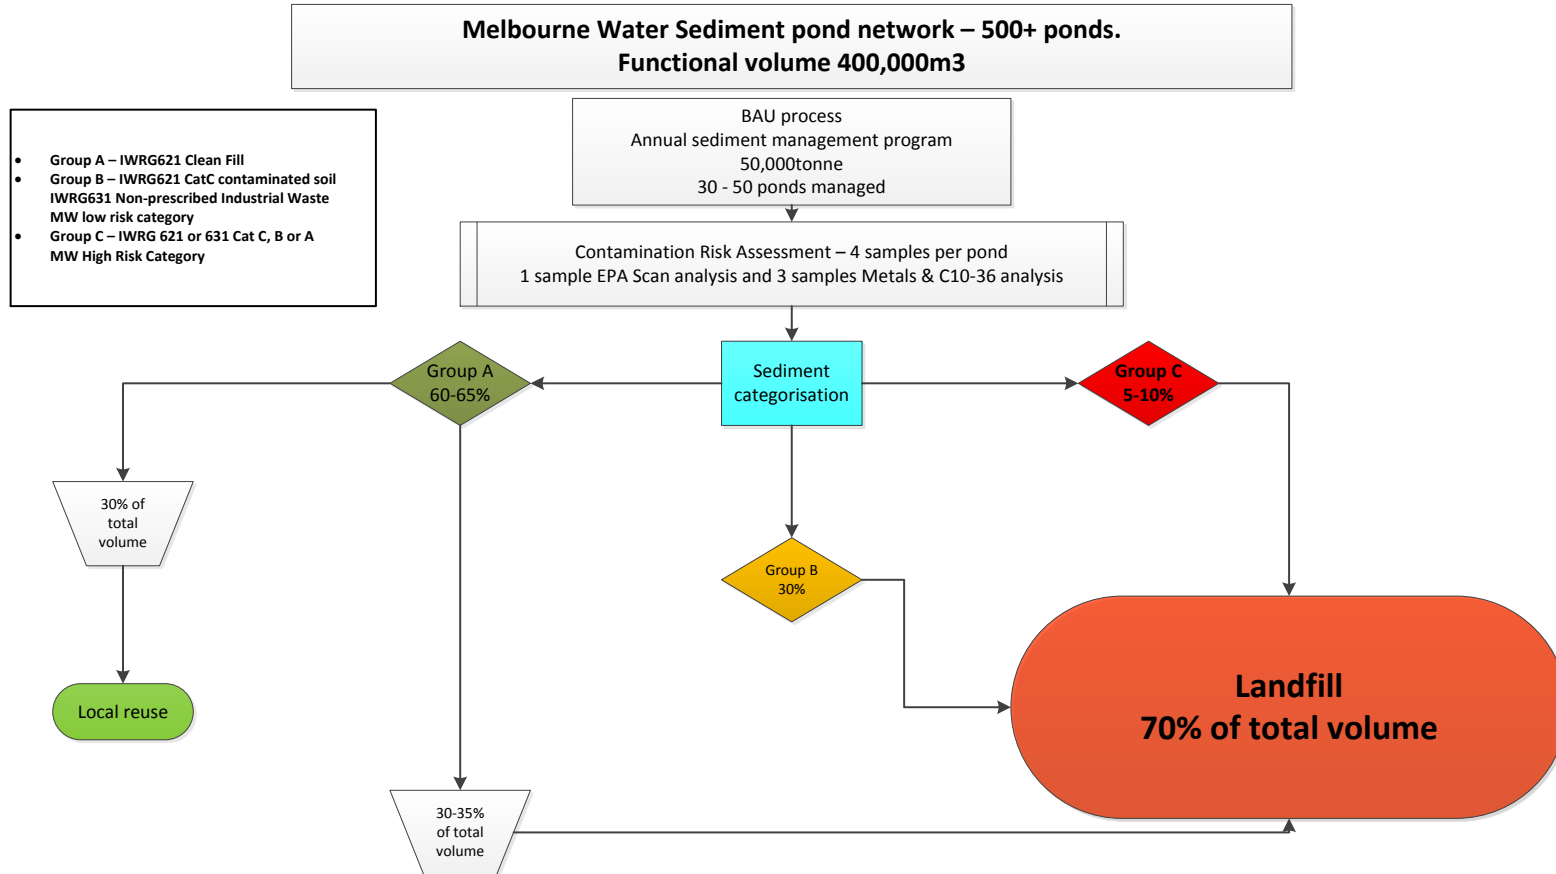 Melbourne Water Sediment pond network – 500+ ponds.
Functional volume 400,000m3
BAU process
Annual sediment management program
50,000tonne
30 - 50 ponds managed
• Group A – IWRG621 Clean Fill
• Group B – IWRG621 CatC contaminated soil
IWRG631 Non-prescribed Industrial Waste
MW low risk category
• Group C – IWRG 621 or 631 Cat C, B or A
MW High Risk Category
Contamination Risk Assessment – 4 samples per pond
1 sample EPA Scan analysis and 3 samples Metals & C10-36 analysis
Group A
60-65%
Sediment
categorisation
Group C
5-10%
30% of
total
volume
Group B
30%
Local reuse
Landfill
70% of total volume
30-35%
of total
volume